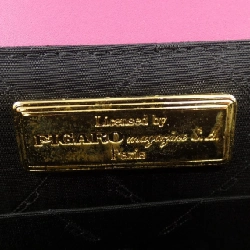 Licensed by
FIGARO magazine S.A
Paris